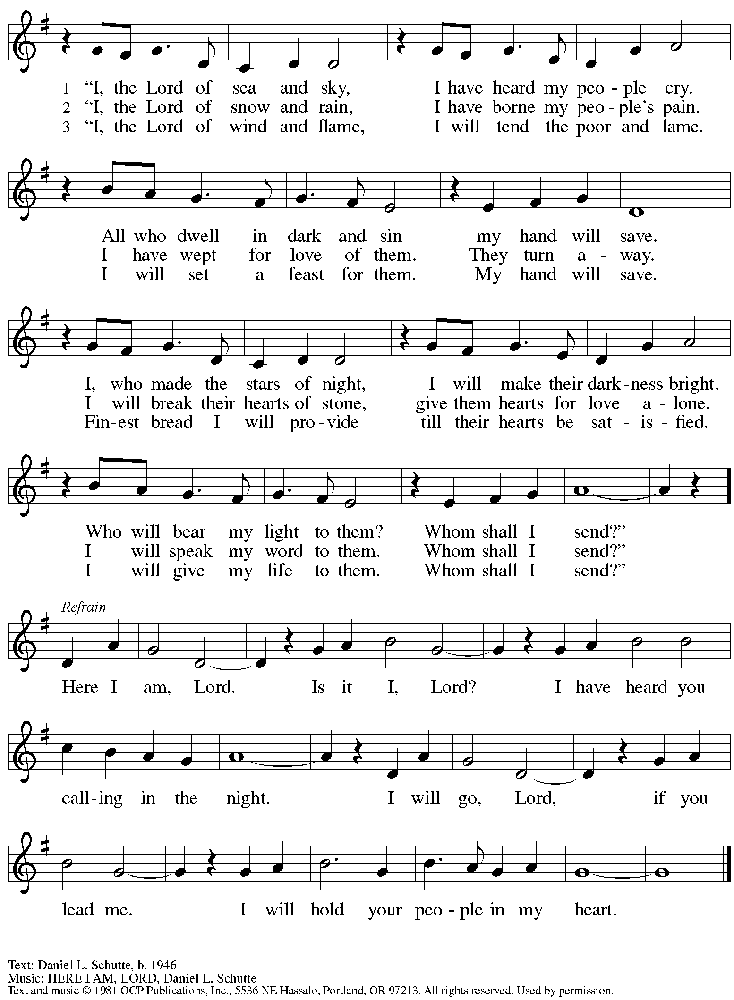 1 “I, the Lord of sea and sky, I have heard my peo - ple cry.
2 “I, the Lord of snow and rain, I have borne my peo - ple’s pain.
3 “I, the Lord of wind and flame, I will tend the poor and lame.
All who dwell in dark and sin my hand will save.
I have wept for love of them. They turn a - way.
I will set a feast for them. My hand will save.
I, who made the stars of night, I will make their dark - ness bright.
I will break their hearts of stone, give them hearts for love a - lone.
Fin - est bread I will pro - vide till their hearts be sat - is - fied.
Who will bear my light to them? Whom shall I send?”
I will speak my word to them. Whom shall I send?”
I will give my life to them. Whom shall I send?”
Refrain
Here I am, Lord. Is it I, Lord? I have heard you
call - ing in the night. I will go, Lord, if you
lead me. I will hold your peo - ple in my heart.
Text: Daniel L. Schutte, b. 1946
Music: HERE I AM, LORD, Daniel L. Schutte
Text and music © 1981 OCP Publications, Inc., 5536 NE Hassalo, Portland, OR 97213. All rights reserved. Used by permission.